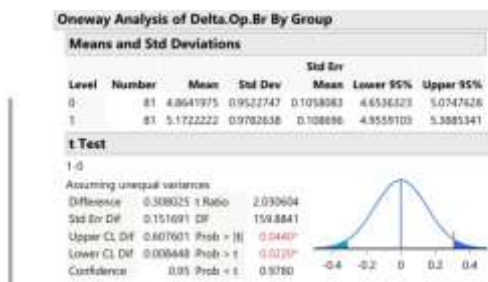 Oneway Analysis of Delta.Op.Br By Group
Means and Std Deviations
Std Err
Level Number Mean Std Dev Mean Lower 95% Upper 95%
0 81 4.8641975 0.9522747 0.1058083 4.6536323 5.0747628
1 81 5.1722222 0.9782638 0.108696 4.9559103 5.3885341
t Test
1-0
Assuming unequal variances
Difference 0.308025 t Ratio 2.030604
Std Err Dif 0.151691 DF 159.8841
Upper CL Dif 0.607601 Prob > |t| 0.0440*
Lower CL Dif 0.008448 Prob > t 0.0220*
Confidence 0.95 Prob < t 0.9780
-0.4 -0.2 0 0.2 0.4